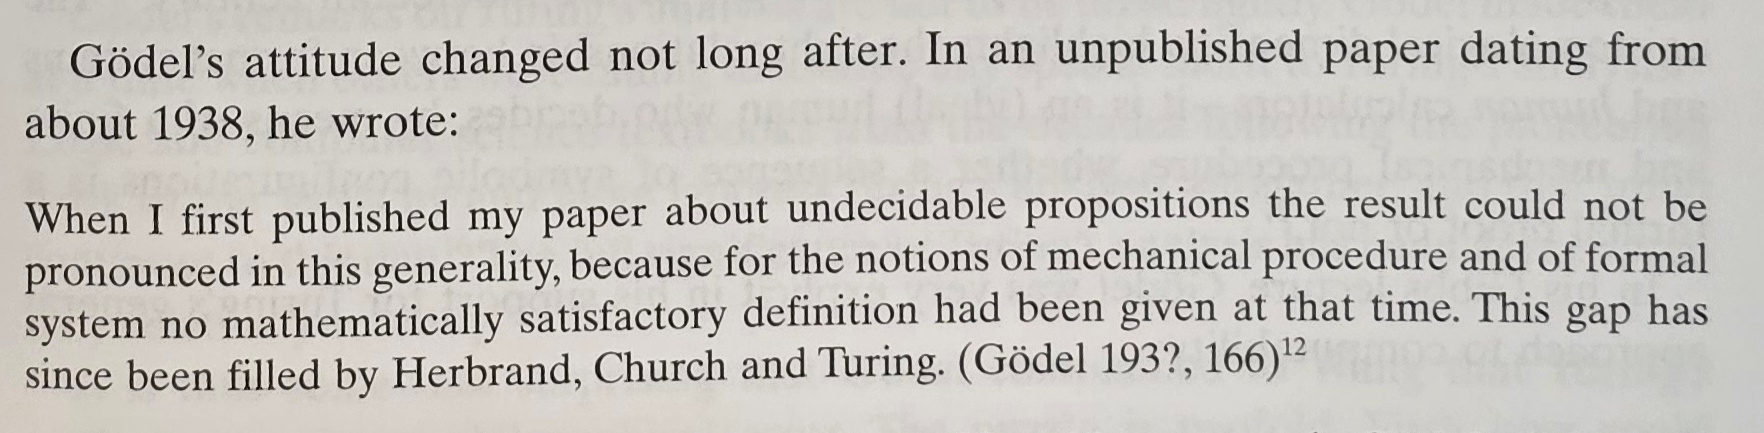 Gödel's attitude changed not long after. In an unpublished paper dating from
about 1938, he wrote:
When I first published my paper about undecidable propositions the result could not be
pronounced in this generality, because for the notions of mechanical procedure and of formal
system no mathematically satisfactory definition had been given at that time. This gap has
since been filled by Herbrand, Church and Turing. (Gödel 193?, 166)¹²